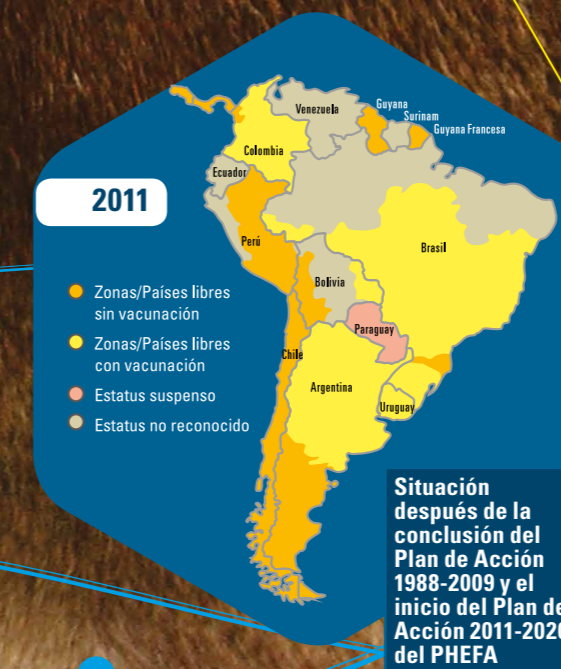 2011
Zonas/Países libres
sin vacunación
Zonas/Países libres
con vacunación
Estatus suspenso
Estatus no reconocido
Venezuela
Guyana
Surinam
Guyana Francesa
Colombia
Ecuador
Perú
Brasil
Bolivia
Paraguay
Chile
Argentina
Uruguay
Situación
después de la
conclusión del
Plan de Acción
1988-2009 y el
inicio del Plan de
Acción 2011-2020
del PHEFA